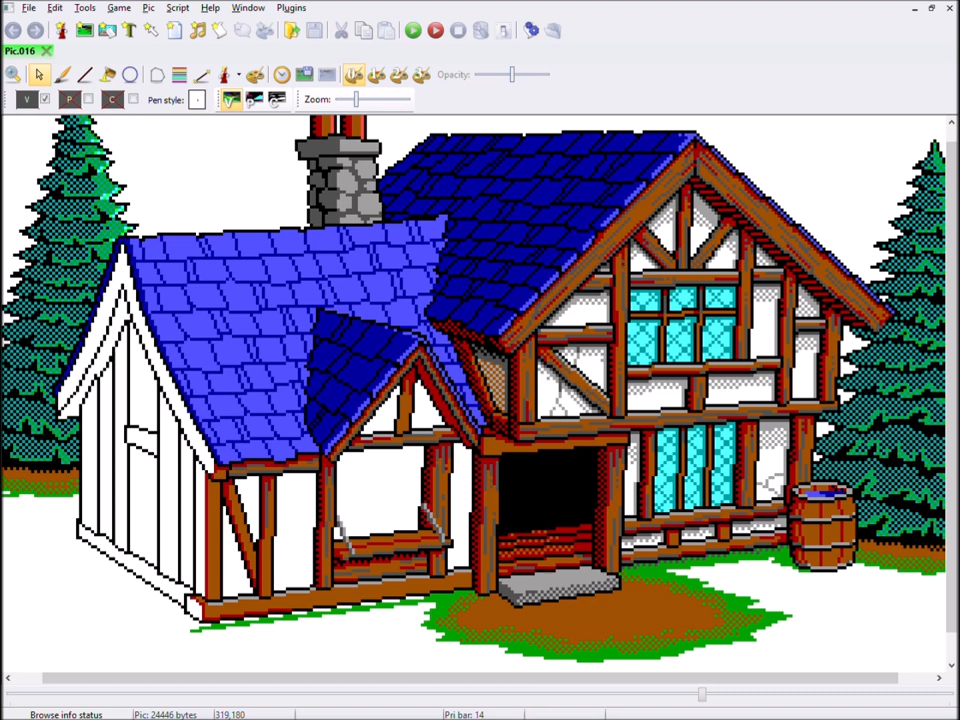 File Edit Tools Game Pic Script Help Window Plugins
Pic.016
Opacity:
V P C Pen style: V P C Zoom:
Browse info status Pic: 24446 bytes 319,180 Pri bar: 14